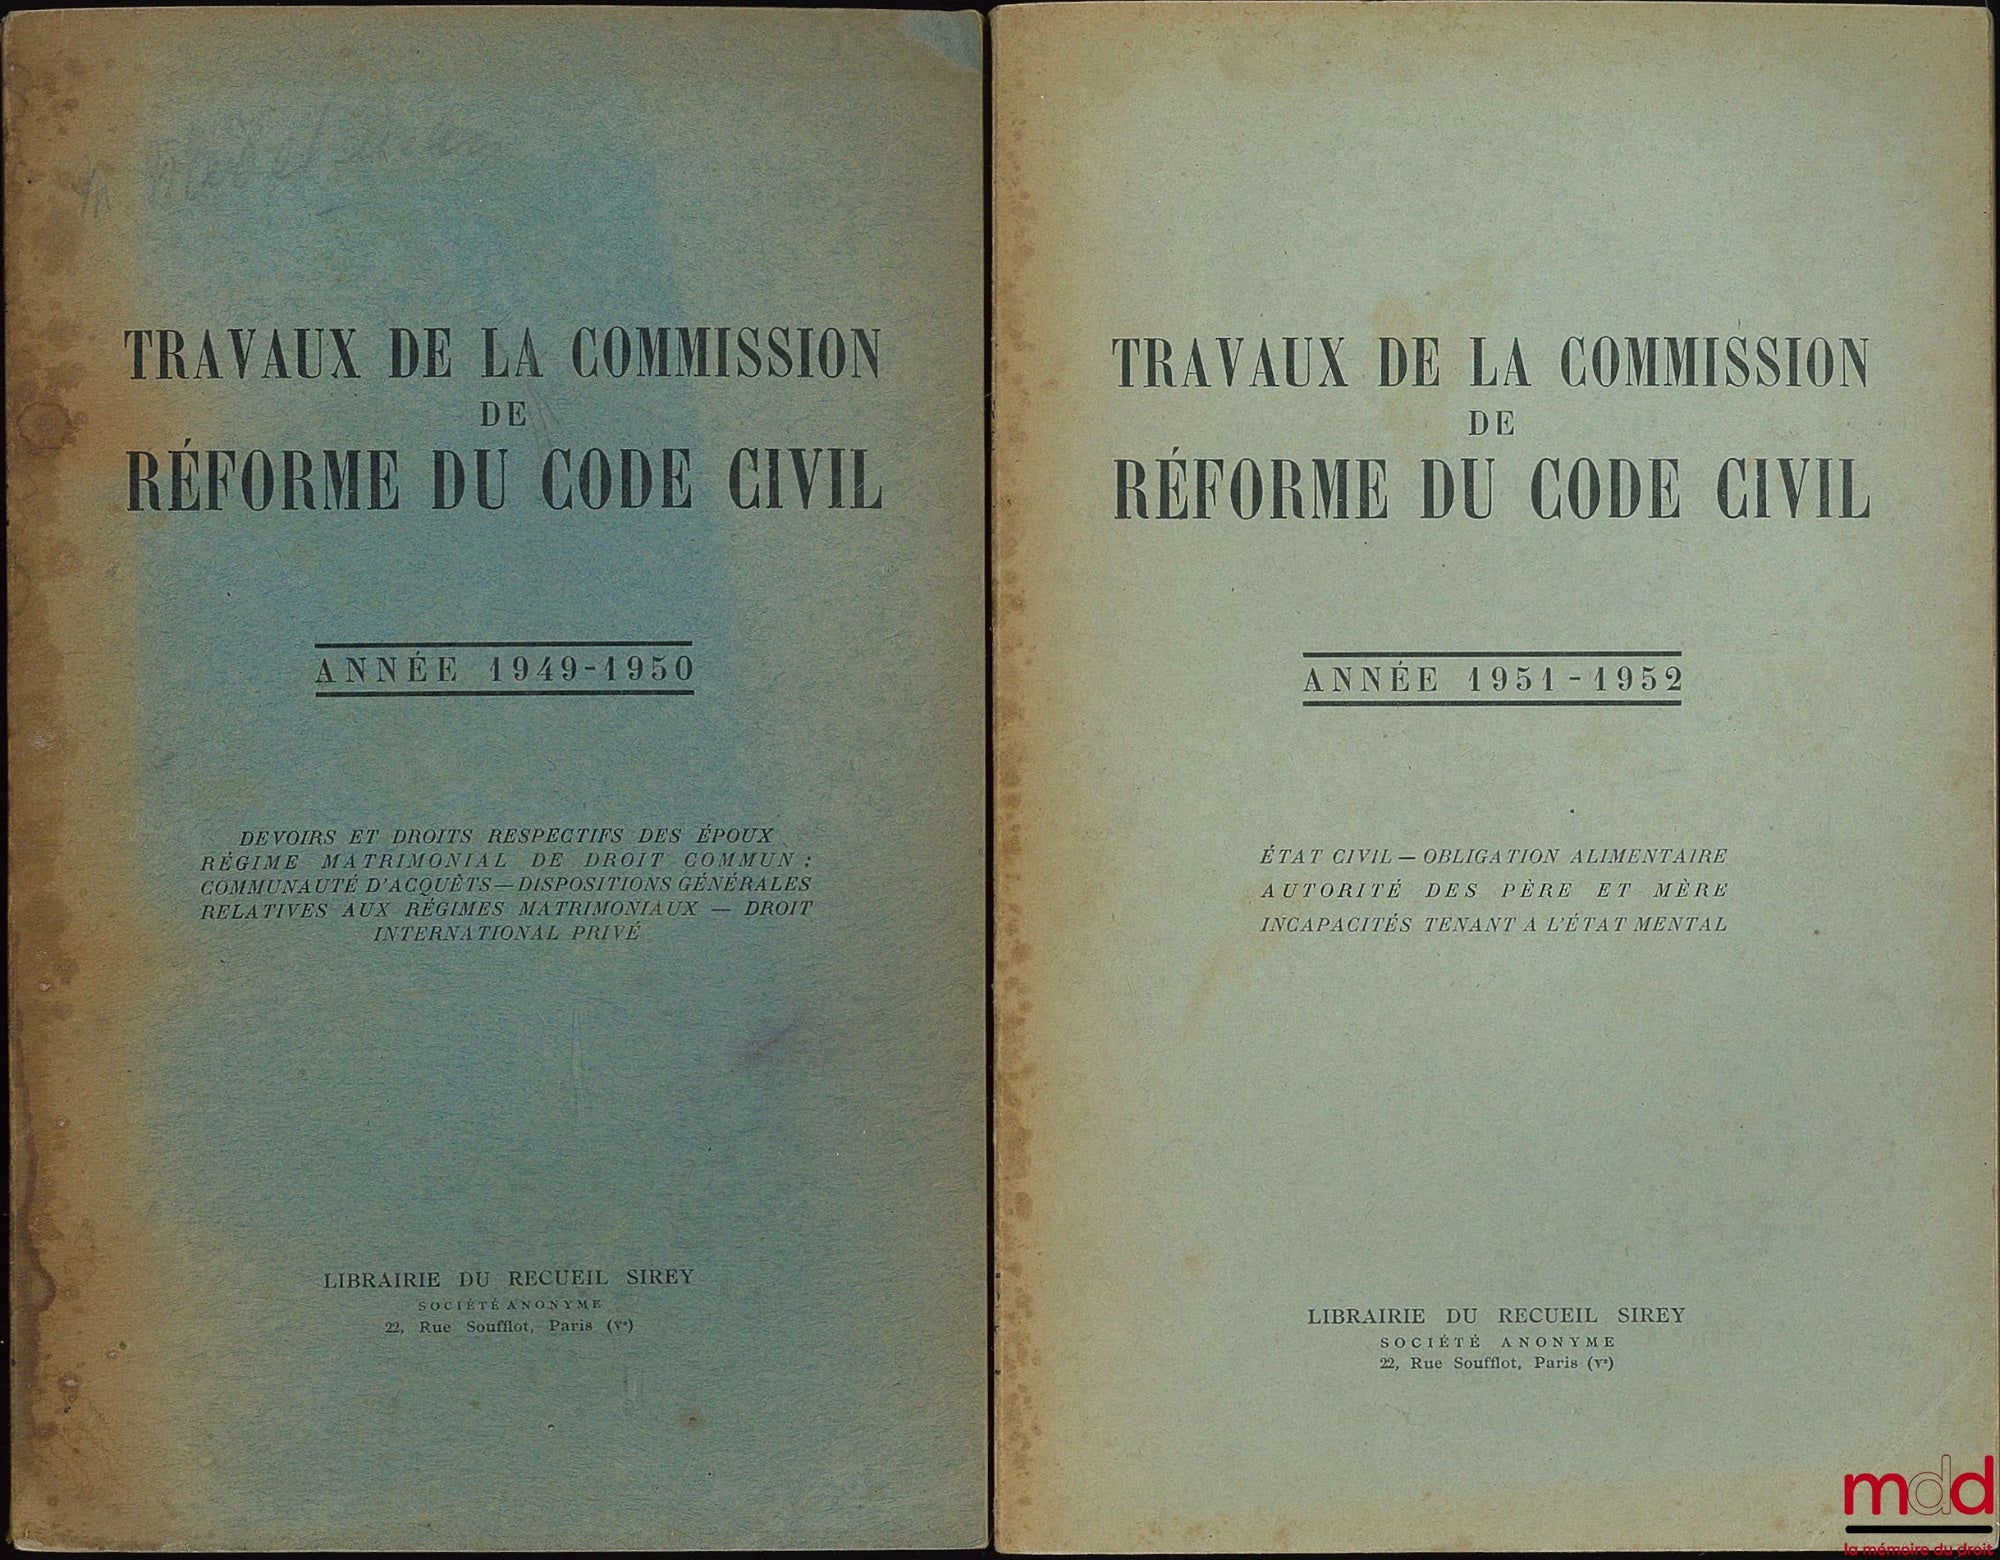 TRAVAUX DE LA COMMISSION
DE
RÉFORME DU CODE CIVIL
ANNÉE 1949-1950
DEVOIRS ET DROITS RESPECTIFS DES ÉPOUX
RÉGIME MATRIMONIAL DE DROIT COMMUN :
COMMUNAUTÉ D'ACQUÊTS — DISPOSITIONS GÉNÉRALES
RELATIVES AUX RÉGIMES MATRIMONIAUX — DROIT
INTERNATIONAL PRIVÉ
LIBRAIRIE DU RECUEIL SIREY
SOCIÉTÉ ANONYME
22, Rue Soufflot, Paris (Vᵉ)
TRAVAUX DE LA COMMISSION
DE
RÉFORME DU CODE CIVIL
ANNÉE 1951-1952
ÉTAT CIVIL — OBLIGATION ALIMENTAIRE
AUTORITÉ DES PÈRE ET MÈRE
INCAPACITÉS TENANT A L'ÉTAT MENTAL
LIBRAIRIE DU RECUEIL SIREY
SOCIÉTÉ ANONYME
22, Rue Soufflot, Paris (Vᵉ)
mdd
la mémoire du droit